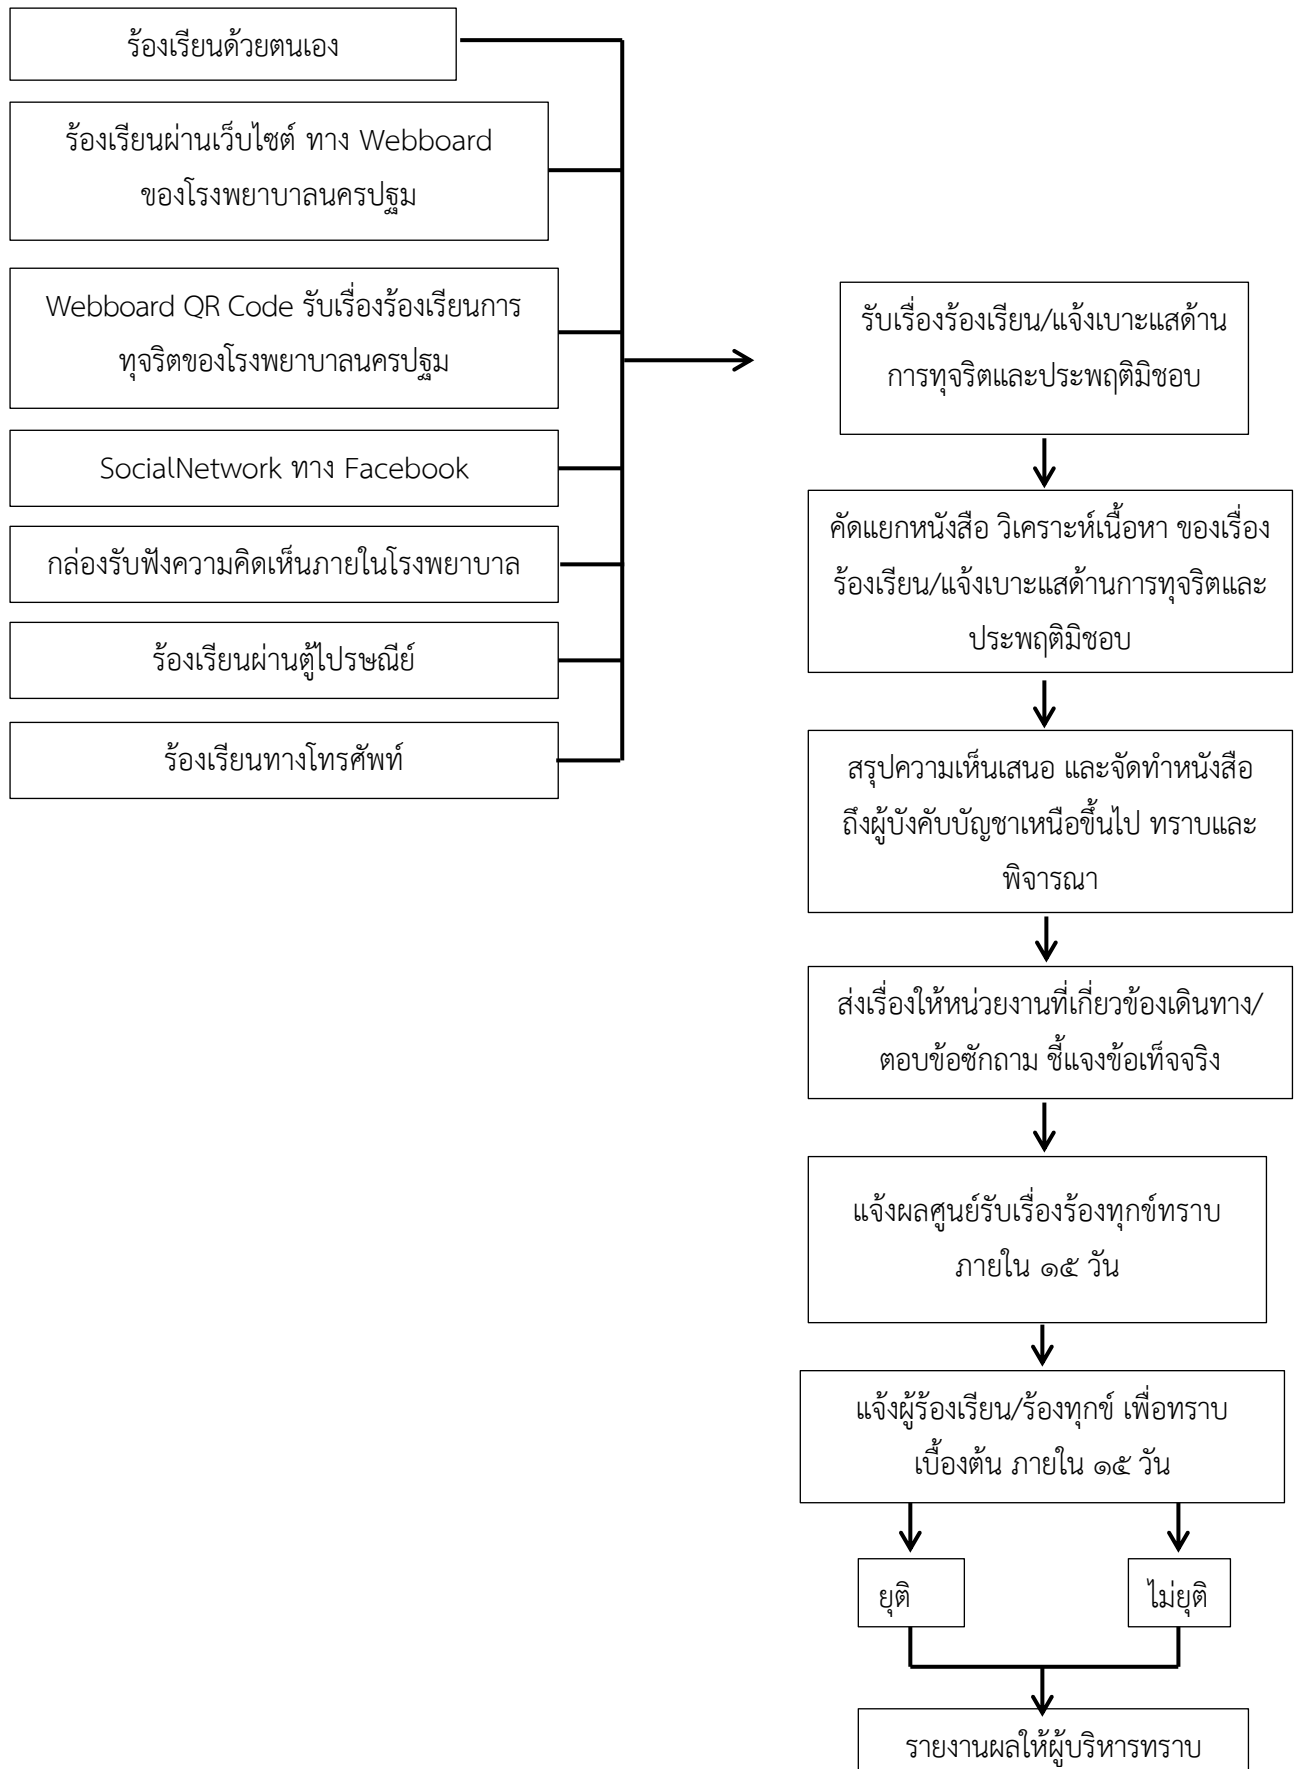 ร้องเรียนด้วยตนเอง
ร้องเรียนผ่านเว็บไซต์ ทาง Webboard
ของโรงพยาบาลนครปฐม
Webboard QR Code รับเรื่องร้องเรียนการ
ทุจริตของโรงพยาบาลนครปฐม
SocialNetwork ทาง Facebook
กล่องรับฟังความคิดเห็นภายในโรงพยาบาล
ร้องเรียนผ่านตู้ไปรษณีย์
ร้องเรียนทางโทรศัพท์
รับเรื่องร้องเรียน/แจ้งเบาะแสด้าน
การทุจริตและประพฤติมิชอบ
คัดแยกหนังสือ วิเคราะห์เนื้อหา ของเรื่อง
ร้องเรียน/แจ้งเบาะแสด้านการทุจริตและ
ประพฤติมิชอบ
สรุปความเห็นเสนอ และจัดทำหนังสือ
ถึงผู้บังคับบัญชาเหนือขึ้นไป ทราบและ
พิจารณา
ส่งเรื่องให้หน่วยงานที่เกี่ยวข้องเดินทาง/
ตอบข้อซักถาม ชี้แจงข้อเท็จจริง
แจ้งผลศูนย์รับเรื่องร้องทุกข์ทราบ
ภายใน ๑๕ วัน
แจ้งผู้ร้องเรียน/ร้องทุกข์ เพื่อทราบ
เบื้องต้น ภายใน ๑๕ วัน
ยุติ
ไม่ยุติ
รายงานผลให้ผู้บริหารทราบ